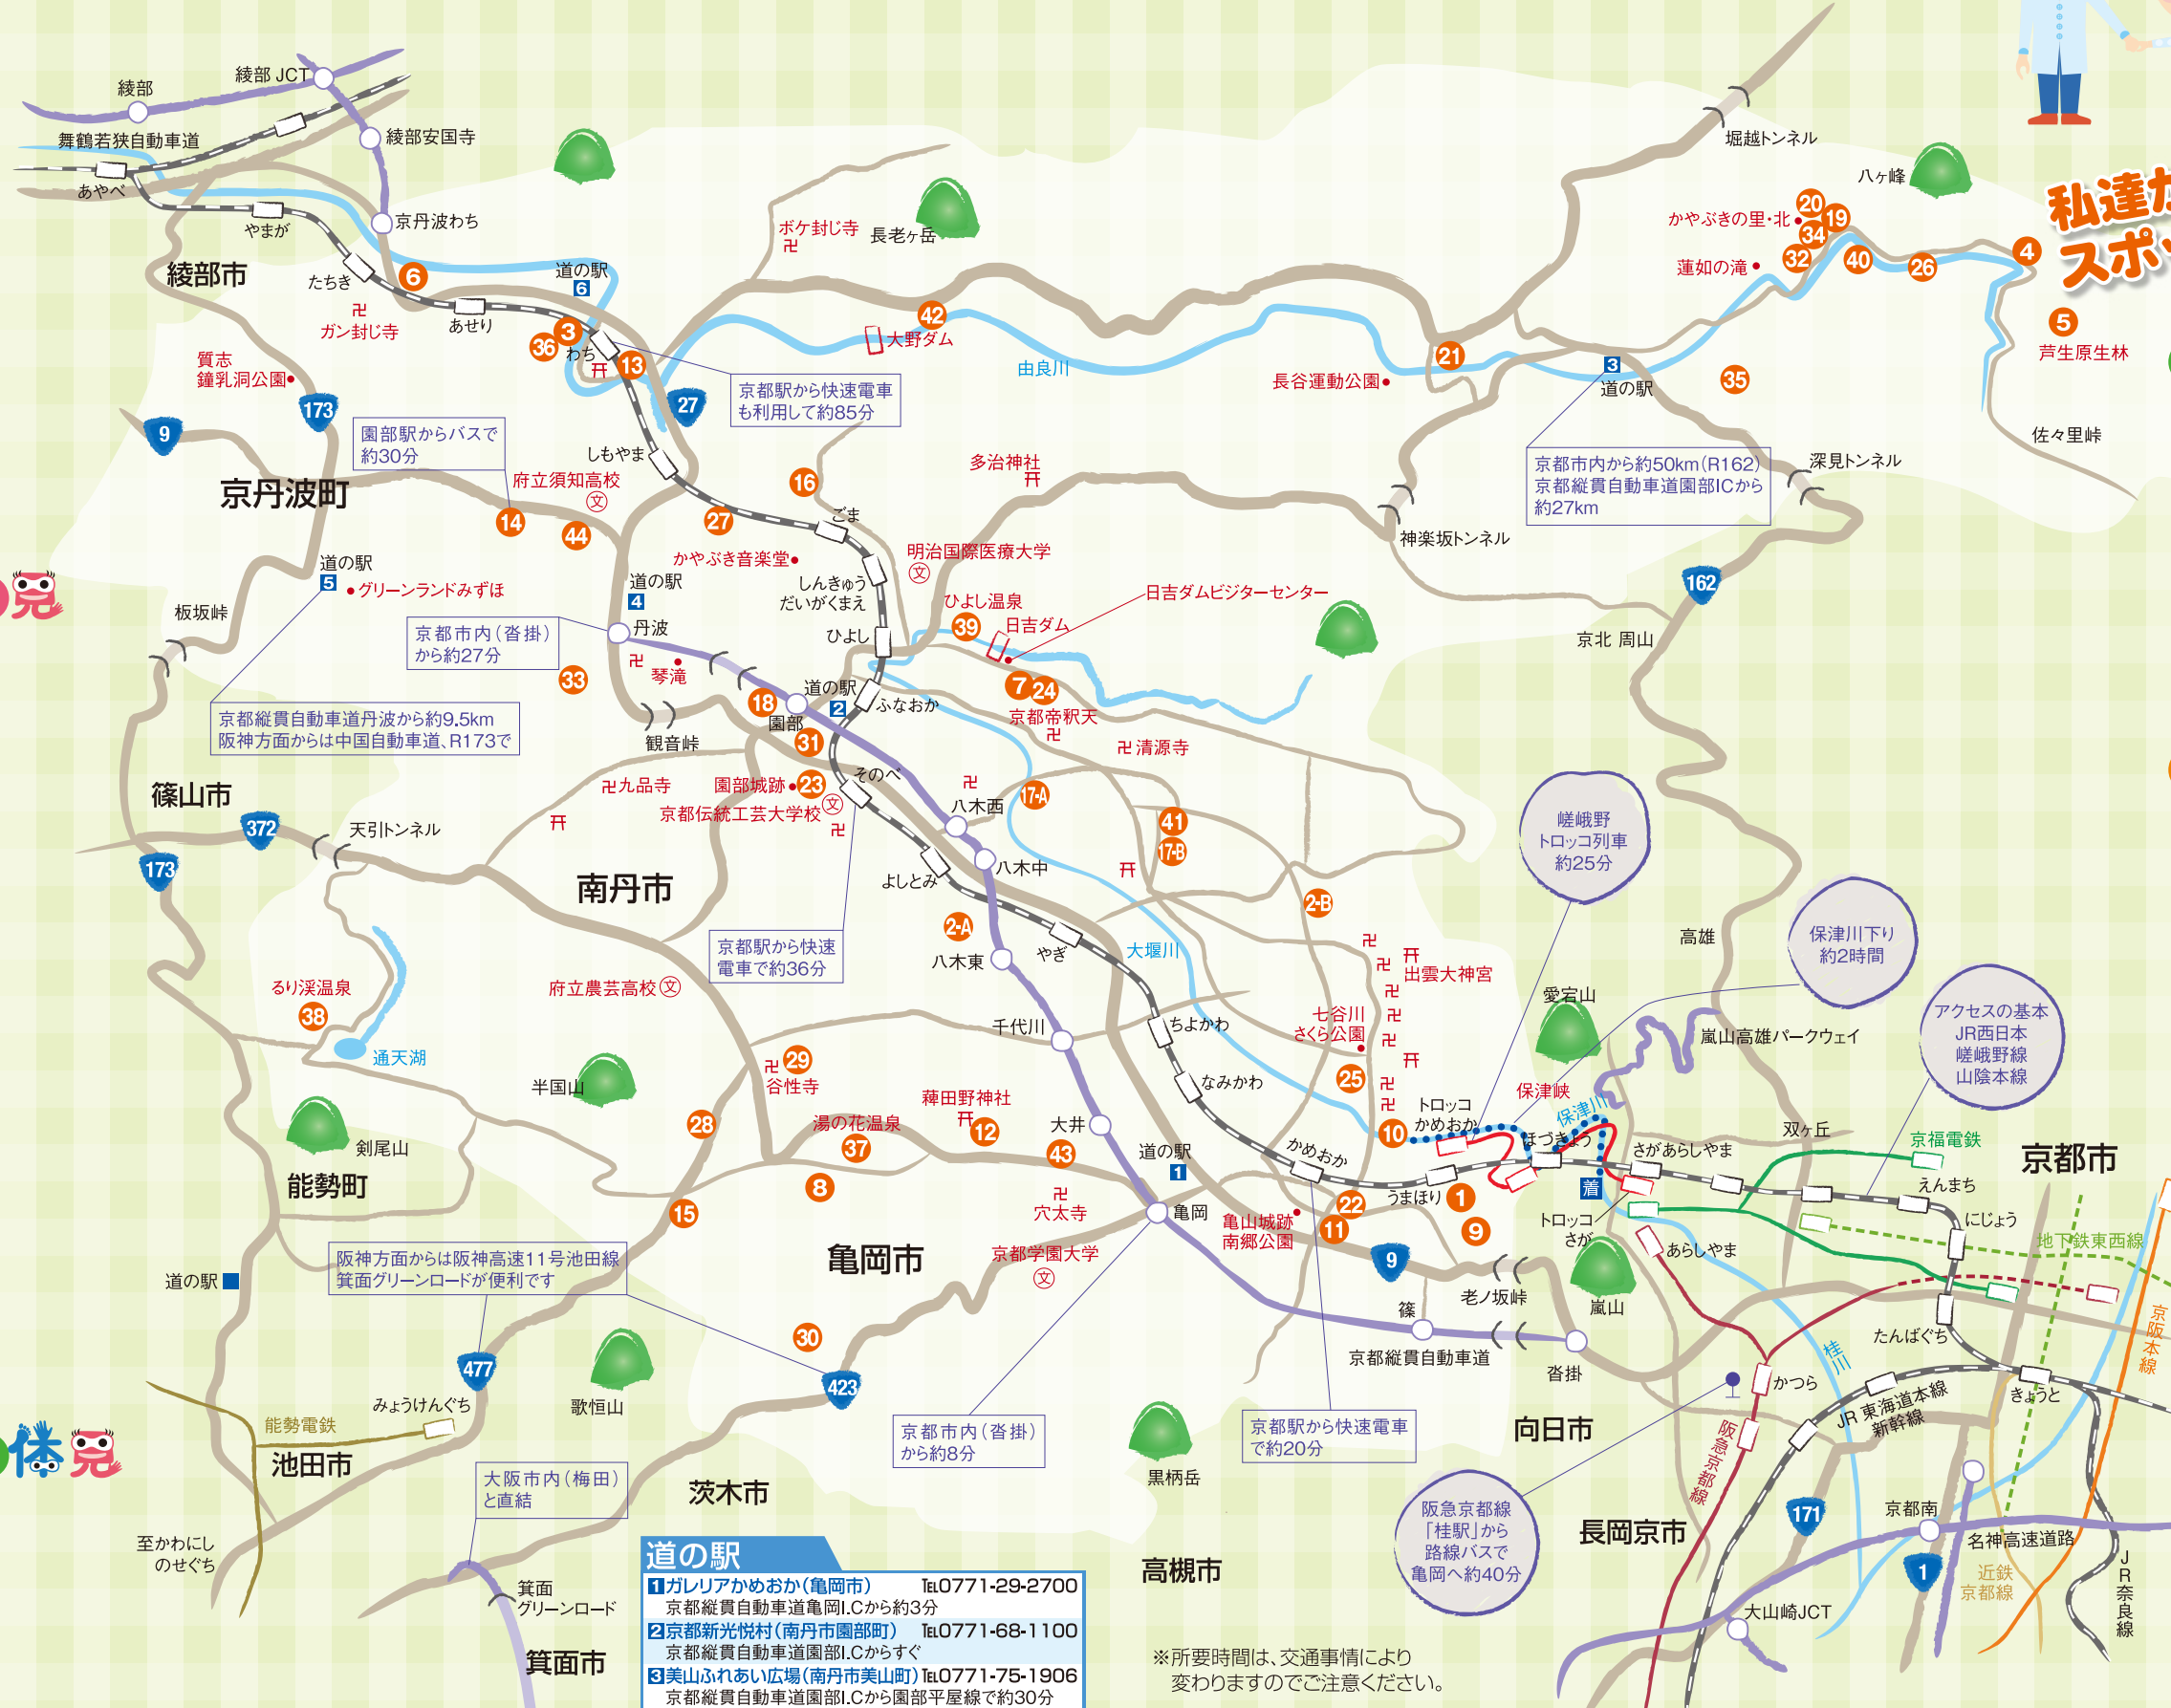 綾部
綾部 JCT
舞鶴若狭自動車道
綾部安国寺
あやべ
やまが
京丹波わち
綾部市
たちき
6
道の駅
6
ガン封じ寺
あせり
36
3
わち
13
質志
鐘乳洞公園
ボケ封じ寺
長老ヶ岳
42
大野ダム
由良川
長谷運動公園
21
堀越トンネル
八ヶ峰
かやぶきの里・北
20
19
34
32
40
26
4
蓮如の滝
私達
スポ
5
芦生原生林
佐々里峠
3
道の駅
35
深見トンネル
9
173
27
京都駅から快速電車
も利用して約85分
園部駅からバスで
約30分
京都市内から約50km(R162)
京都縦貫自動車道園部ICから
約27km
京丹波町
しもやま
府立須知高校
文
14
44
16
27
ごま
多治神社
神楽坂トンネル
162
京北 周山
かやぶき音楽堂
しんきゅう
だいがくまえ
明治国際医療大学
文
道の駅
5
グリーンランドみずほ
道の駅
4
丹波
板坂峠
京都市内(沓掛)
から約27分
ひよし温泉
39
日吉ダム
日吉ダムビジターセンター
ひよし
33
琴滝
18
園部
道の駅
2
ふなおか
7
24
京都帝釈天
清源寺
京都縦貫自動車道丹波から約9.5km
阪神方面からは中国自動車道、R173で
観音峠
31
篠山市
九品寺
園部城跡
23
そのべ
京都伝統工芸大学校
文
八木西
17-A
41
17-B
372
天引トンネル
173
南丹市
よしとみ
八木中
2-A
2-B
嵯峨野
トロッコ列車
約25分
保津川下り
約2時間
高雄
京都駅から快速
電車で約36分
八木東
やぎ
大堰川
出雲大神宮
愛宕山
アクセスの基本
JR西日本
嵯峨野線
山陰本線
るり渓温泉
38
府立農芸高校
文
通天湖
千代川
ちよかわ
七谷川
さくら公園
25
嵐山高雄パークウェイ
半国山
29
谷性寺
なみかわ
保津峡
保津川
剣尾山
28
湯の花温泉
37
薭田野神社
12
大井
43
10
トロッコ
かめおか
ほづきょう
さがあらしやま
双ヶ丘
京福電鉄
京都市
能勢町
8
15
道の駅
1
かめおか
うまほり
1
着
えんまち
にじょう
穴太寺
亀岡
亀山城跡
南郷公園
22
11
9
トロッコ
さが
あらしやま
地下鉄東西線
亀岡市
京都学園大学
文
道の駅
阪神方面からは阪神高速11号池田線
箕面グリーンロードが便利です
9
老ノ坂峠
嵐山
京阪本線
30
篠
京都縦貫自動車道
沓掛
桂川
たんばぐち
477
423
歌垣山
みょうけんぐち
能勢電鉄
池田市
かつら
JR 東海道本線
新幹線
きょうと
京都市内(沓掛)
から約8分
京都駅から快速電車
で約20分
向日市
黒柄岳
阪急京都線
体
見
見
大阪市内(梅田)
と直結
茨木市
至かわにし
のせぐち
阪急京都線
「桂駅」から
路線バスで
亀岡へ約40分
長岡京市
171
京都南
名神高速道路
1
近鉄
京都線
JR奈良線
大山崎JCT
箕面
グリーンロード
箕面市
高槻市
道の駅
1 ガレリアかめおか(亀岡市) TEL0771-29-2700
京都縦貫自動車道亀岡I.Cから約3分
2 京都新光悦村(南丹市園部町) TEL0771-68-1100
京都縦貫自動車道園部I.Cからすぐ
3 美山ふれあい広場(南丹市美山町) TEL0771-75-1906
京都縦貫自動車道園部I.Cから園部平屋線で約30分
※所要時間は、交通事情により
変わりますのでご注意ください。